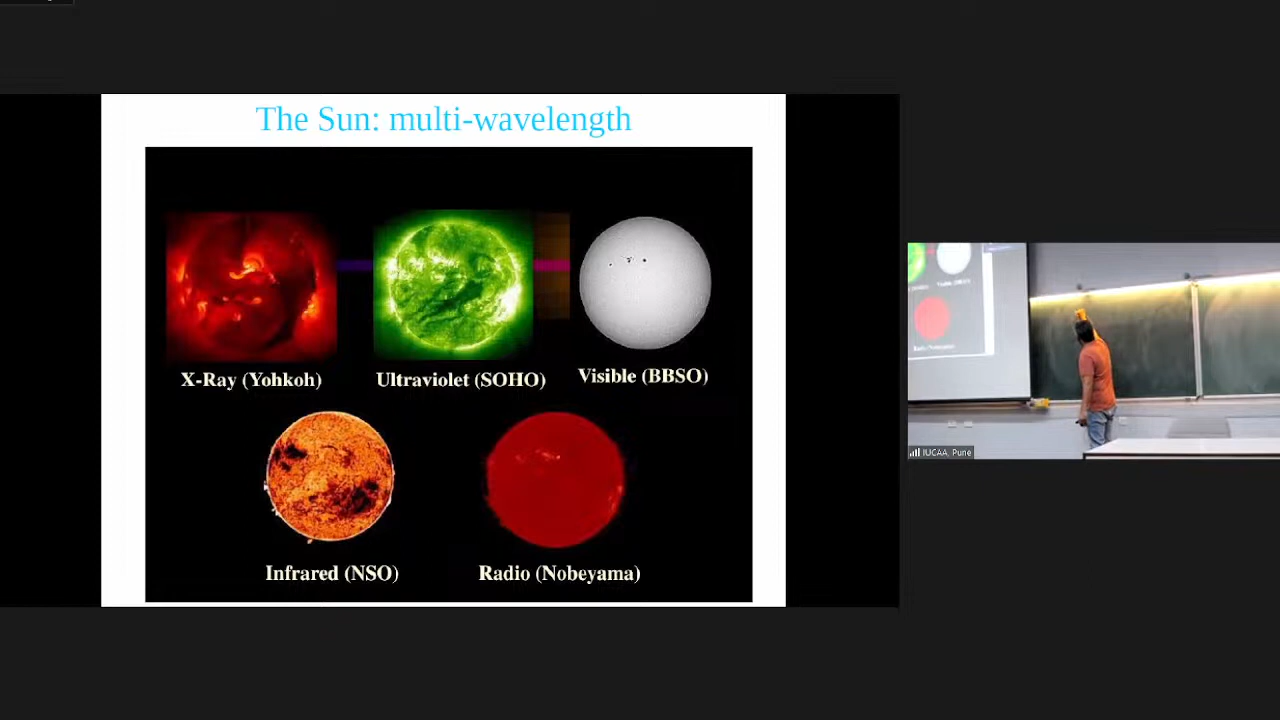 The Sun: multi-wavelength
X-Ray (Yohkoh)
Ultraviolet (SOHO)
Visible (BBSO)
Infrared (NSO)
Radio (Nobeyama)
IUCAA, Pune